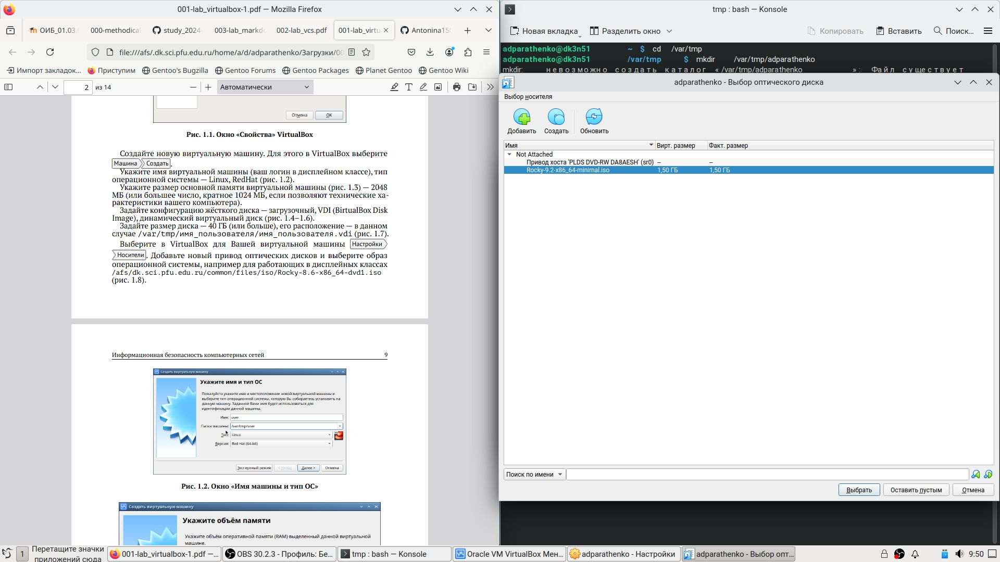 001-lab_virtualbox-1.pdf — Mozilla Firefox
ОИБ_01.03.
000-methodical
study_2024-
003-lab_markdo
002-lab_vcs.pdf
001-lab_virtu
Antonina150
file:///afs/.dk.sci.pfu.edu.ru/home/a/d/adparathenko/Загрузки/00
Импорт закладок...
Приступим
Gentoo's Bugzilla
Gentoo Forums
Gentoo Packages
Planet Gentoo
Gentoo Wiki
2 из 14
Автоматически
Отмена
OK
Рис. 1.1. Окно «Свойства» VirtualBox
Создайте новую виртуальную машину. Для этого в VirtualBox выберите
Машина Создать.
Укажите имя виртуальной машины (ваш логин в дисплейном классе), тип
операционной системы — Linux, RedHat (рис. 1.2).
Укажите размер основной памяти виртуальной машины (рис. 1.3) — 2048
МБ (или большее число, кратное 1024 МБ, если позволяют технические ха-
рактеристики вашего компьютера).
Задайте конфигурацию жёсткого диска — загрузочный, VDI (BirtualBox Disk
Image), динамический виртуальный диск (рис. 1.4–1.6).
Задайте размер диска — 40 ГБ (или больше), его расположение — в данном
случае /var/tmp/имя_пользователя/имя_пользователя.vdi (рис. 1.7).
Выберите в VirtualBox для Вашей виртуальной машины Настройки
Носители. Добавьте новый привод оптических дисков и выберите образ
операционной системы, например для работающих в дисплейных классах
/afs/dk.sci.pfu.edu.ru/common/files/iso/Rocky-8.6-x86_64-dvd1.iso
(рис. 1.8).
Информационная безопасность компьютерных сетей 9
Создать виртуальную машину
Укажите имя и тип ОС
Пожалуйста укажите имя и местоположение новой виртуальной машины и
выберите тип операционной системы, которую Вы собираетесь установить на
данную машину. Заданное Вами имя будет использоваться для
идентификации данной машины.
Имя: user
Папка машины: /var/tmp/user
Тип: Linux
Версия: Red Hat (64-bit)
Экспертный режим
< Назад
Далее >
Отмена
Рис. 1.2. Окно «Имя машины и тип ОС»
Создать виртуальную машину
Укажите объём памяти
Укажите объём оперативной памяти (RAM) выделенный данной виртуальной
машине.
tmp : bash — Konsole
Новая вкладка
Разделить окно
Копировать
Вставить
Поиск...
adparathenko@dk3n51 ~ $ cd /var/tmp
adparathenko@dk3n51 /var/tmp $ mkdir /var/tmp/adparathenko
mkdir: невозможно создать каталог «/var/tmp/adparathenko»: Файл существует
adparathenko - Выбор оптического диска
Выбор носителя
Добавить
Создать
Обновить
Имя Вирт. размер Факт. размер
Not Attached
Привод хоста 'PLDS DVD-RW DA8AESH' (sr0) -- --
Rocky-9.2-x86_64-minimal.iso 1,50 ГБ 1,50 ГБ
Поиск по имени
Выбрать
Оставить пустым
Отмена
1
Перетащите значки
приложений сюда
001-lab_virtualbox-1.pdf —...
OBS 30.2.3 - Профиль: Бе...
tmp : bash — Konsole
Oracle VM VirtualBox Мен...
adparathenko - Настройки
adparathenko - Выбор опт...
9:50